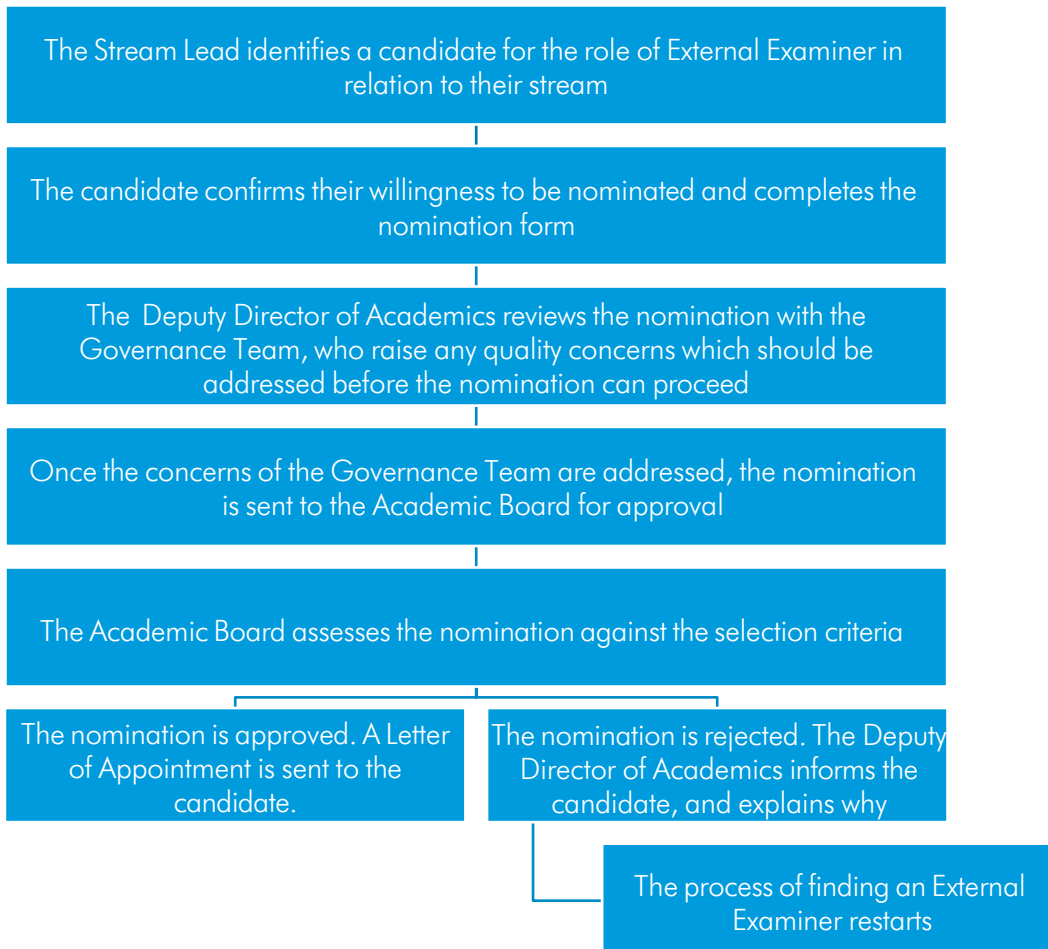 The Stream Lead identifies a candidate for the role of External Examiner in
relation to their stream
The candidate confirms their willingness to be nominated and completes the
nomination form
The  Deputy Director of Academics reviews the nomination with the
Governance Team, who raise any quality concerns which should be
addressed before the nomination can proceed
Once the concerns of the Governance Team are addressed, the nomination
is sent to the Academic Board for approval
The Academic Board assesses the nomination against the selection criteria
The nomination is approved. A Letter
of Appointment is sent to the
candidate.
The nomination is rejected. The Deputy
Director of Academics informs the
candidate, and explains why
The process of finding an External
Examiner restarts